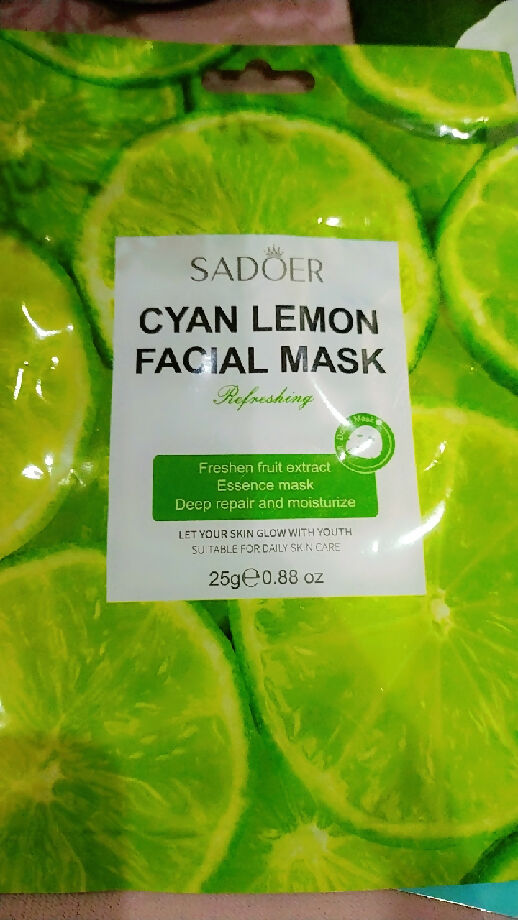 SADOER
CYAN LEMON
FACIAL MASK
Refreshing
Mask
Freshen fruit extract
Essence mask
Deep repair and moisturize
LET YOUR SKIN GLOW WITH YOUTH
SUITABLE FOR DAILY SKIN CARE
25g℮0.88 oz